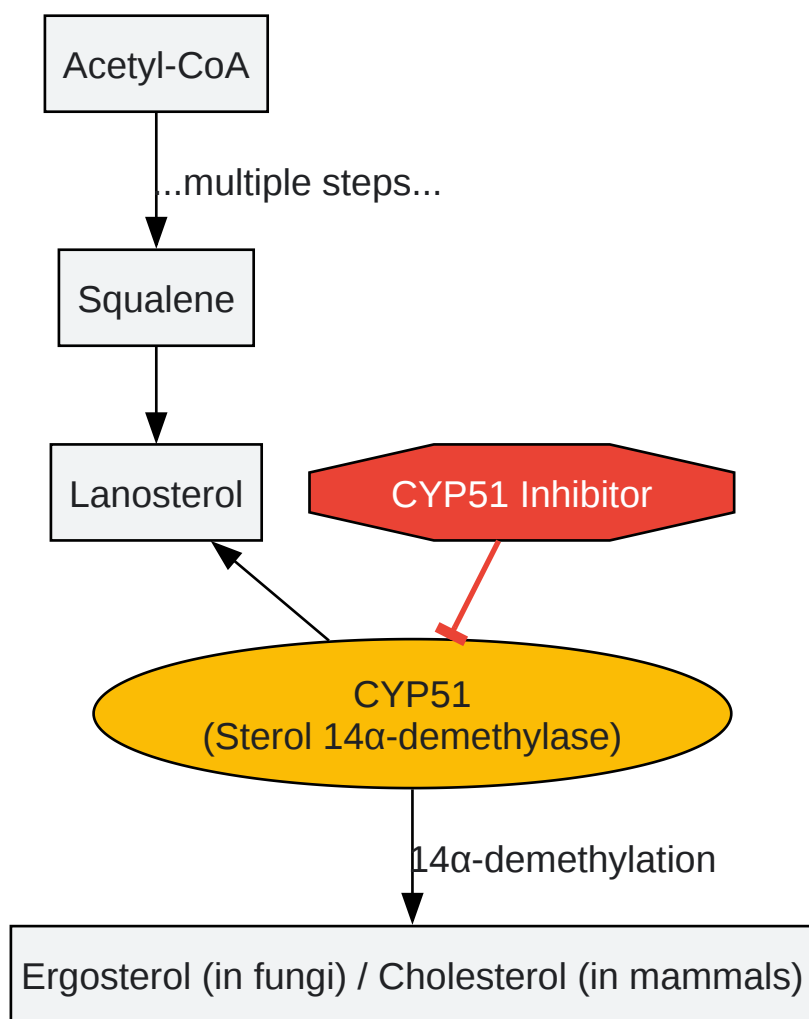 Acetyl-CoA
...multiple steps...
Squalene
Lanosterol
CYP51 Inhibitor
CYP51
(Sterol 14α-demethylase)
14α-demethylation
Ergosterol (in fungi) / Cholesterol (in mammals)